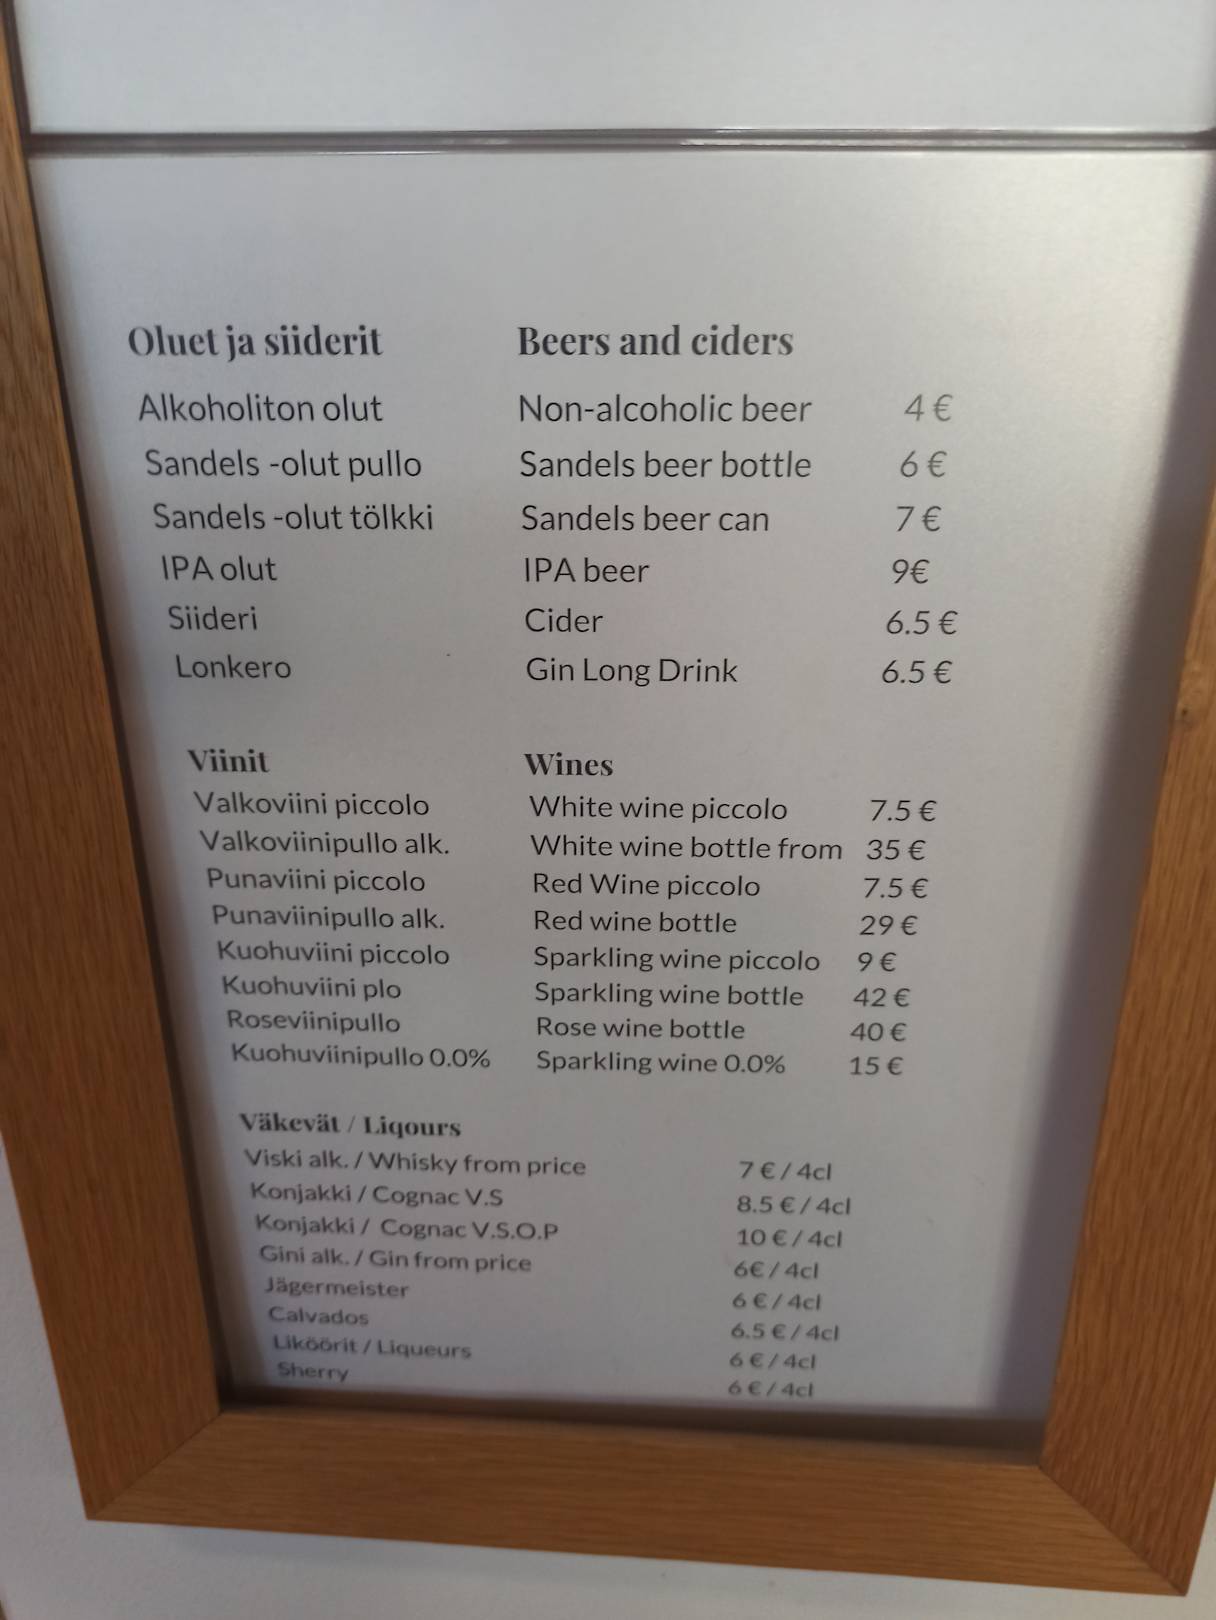 Oluet ja siiderit Beers and ciders
Alkoholiton olut Non-alcoholic beer 4 €
Sandels -olut pullo Sandels beer bottle 6 €
Sandels -olut tölkki Sandels beer can 7 €
IPA olut IPA beer 9€
Siideri Cider 6.5 €
Lonkero Gin Long Drink 6.5 €
Viinit Wines
Valkoviini piccolo White wine piccolo 7.5 €
Valkoviinipullo alk. White wine bottle from 35 €
Punaviini piccolo Red Wine piccolo 7.5 €
Punaviinipullo alk. Red wine bottle 29 €
Kuohuviini piccolo Sparkling wine piccolo 9 €
Kuohuviini plo Sparkling wine bottle 42 €
Roseviinipullo Rose wine bottle 40 €
Kuohuviinipullo 0.0% Sparkling wine 0.0% 15 €
Väkevät / Liqours
Viski alk. / Whisky from price 7 € / 4cl
Konjakki / Cognac V.S 8.5 € / 4cl
Konjakki / Cognac V.S.O.P 10 € / 4cl
Gini alk. / Gin from price 6€ / 4cl
Jägermeister 6 € / 4cl
Calvados 6.5 € / 4cl
Liköörit / Liqueurs 6 € / 4cl
Sherry 6 € / 4cl